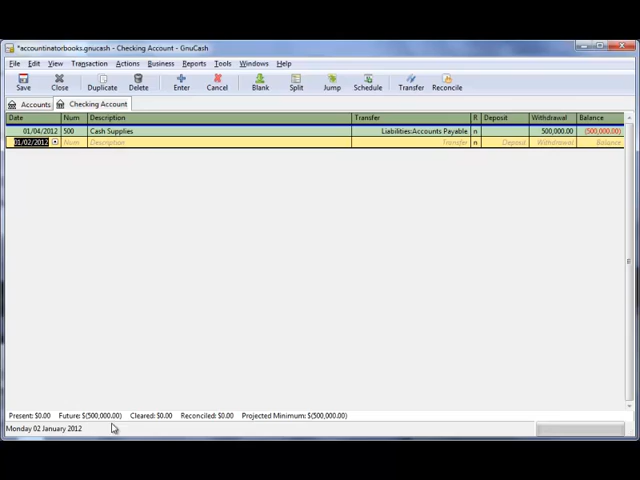 *accountinatorbooks.gnucash - Checking Account - GnuCash
File Edit View Transaction Actions Business Reports Tools Windows Help
Save Close Duplicate Delete Enter Cancel Blank Split Jump Schedule Transfer Reconcile
Accounts Checking Account
Date Num Description Transfer R Deposit Withdrawal Balance
01/04/2012 500 Cash Supplies Liabilities:Accounts Payable n 500,000.00 (500,000.00)
01/02/2012 Num Description Transfer n Deposit Withdrawal Balance
Present: $0.00 Future: $(500,000.00) Cleared: $0.00 Reconciled: $0.00 Projected Minimum: $(500,000.00)
Monday 02 January 2012